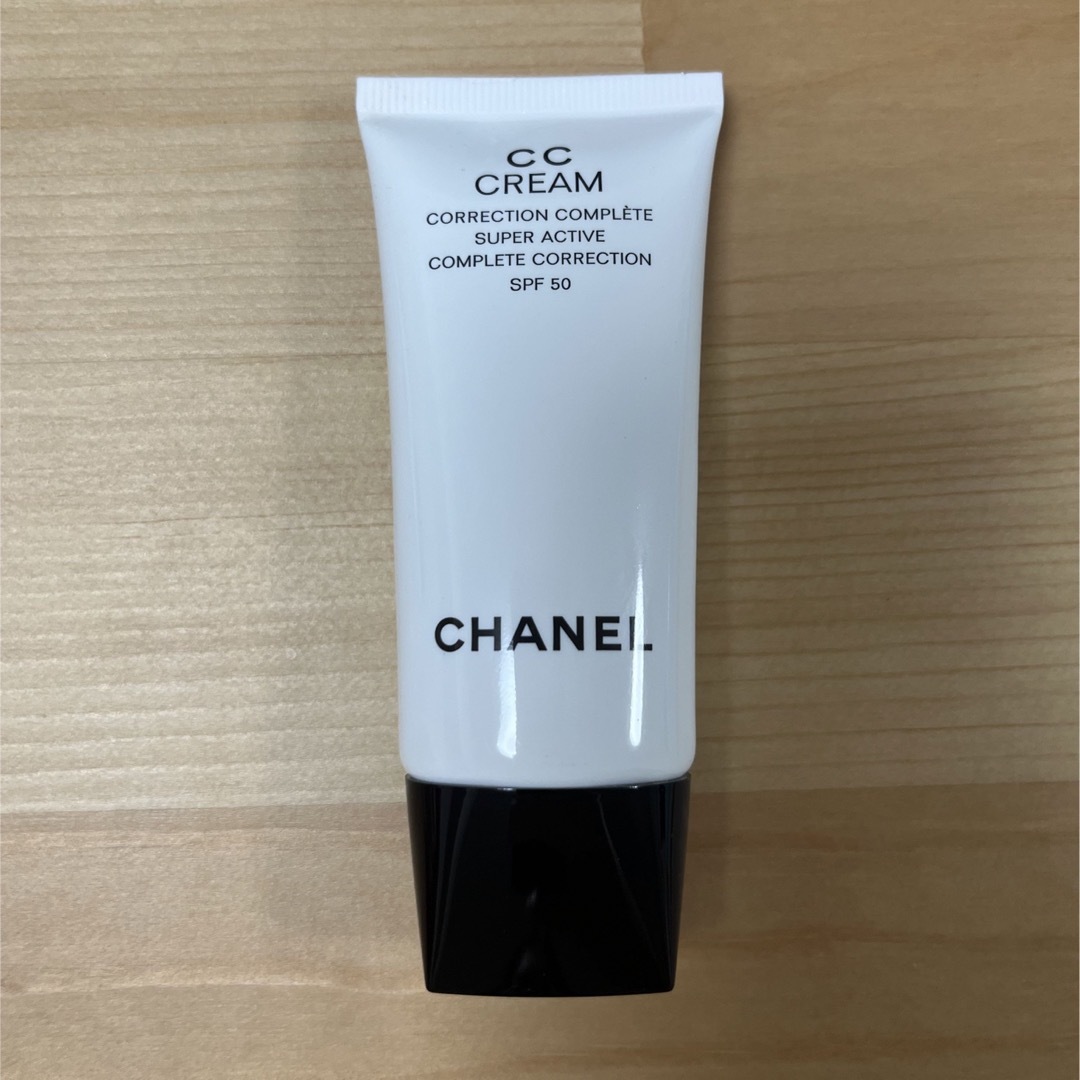 CC
CREAM
CORRECTION COMPLÈTE
SUPER ACTIVE
COMPLETE CORRECTION
SPF 50
CHANEL